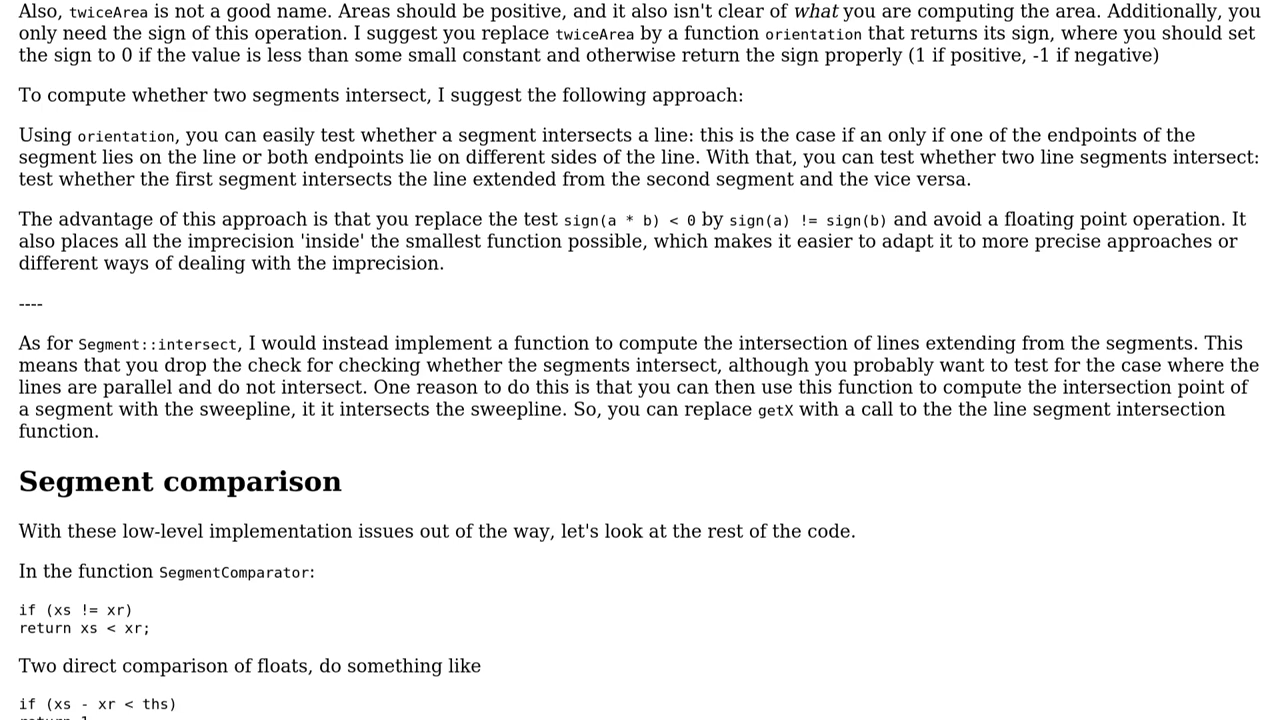 Also, twiceArea is not a good name. Areas should be positive, and it also isn't clear of what you are computing the area. Additionally, you
only need the sign of this operation. I suggest you replace twiceArea by a function orientation that returns its sign, where you should set
the sign to 0 if the value is less than some small constant and otherwise return the sign properly (1 if positive, -1 if negative)
To compute whether two segments intersect, I suggest the following approach:
Using orientation, you can easily test whether a segment intersects a line: this is the case if an only if one of the endpoints of the
segment lies on the line or both endpoints lie on different sides of the line. With that, you can test whether two line segments intersect:
test whether the first segment intersects the line extended from the second segment and the vice versa.
The advantage of this approach is that you replace the test sign(a * b) < 0 by sign(a) != sign(b) and avoid a floating point operation. It
also places all the imprecision 'inside' the smallest function possible, which makes it easier to adapt it to more precise approaches or
different ways of dealing with the imprecision.
----
As for Segment::intersect, I would instead implement a function to compute the intersection of lines extending from the segments. This
means that you drop the check for checking whether the segments intersect, although you probably want to test for the case where the
lines are parallel and do not intersect. One reason to do this is that you can then use this function to compute the intersection point of
a segment with the sweepline, it it intersects the sweepline. So, you can replace getX with a call to the the line segment intersection
function.
Segment comparison
With these low-level implementation issues out of the way, let's look at the rest of the code.
In the function SegmentComparator:
if (xs != xr)
return xs < xr;
Two direct comparison of floats, do something like
if (xs - xr < ths)